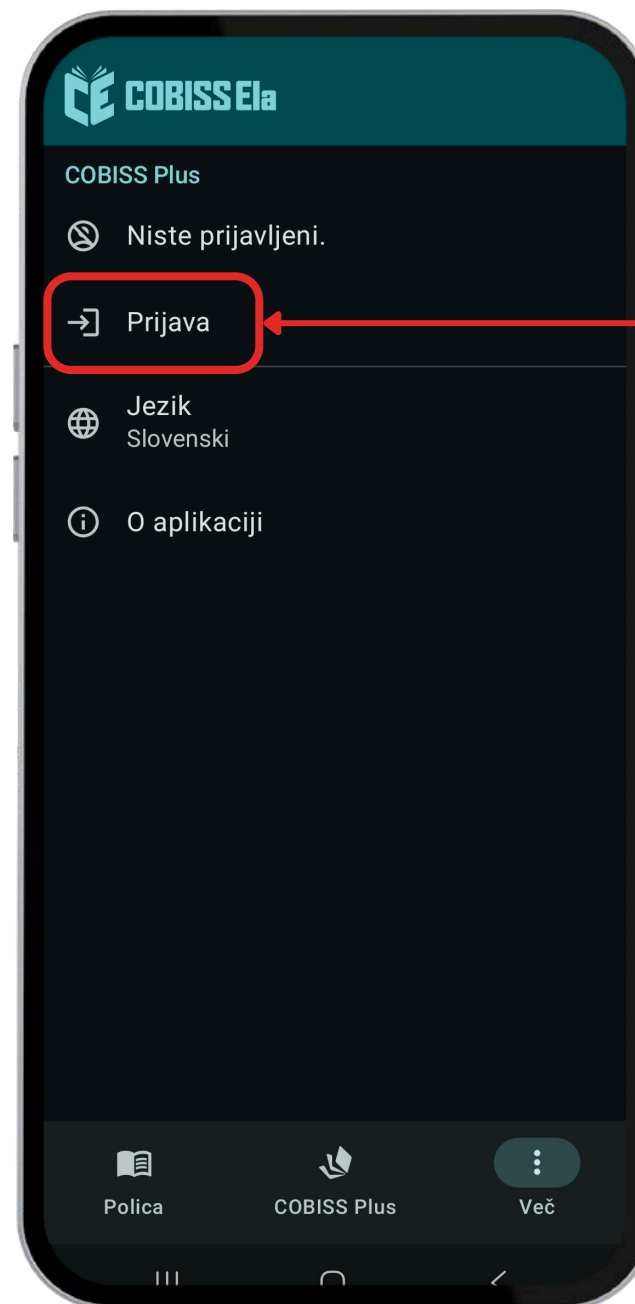 COBISS Ela
COBISS Plus
Niste prijavljeni.
Prijava
Jezik
Slovenski
O aplikaciji
Polica
COBISS Plus
Več